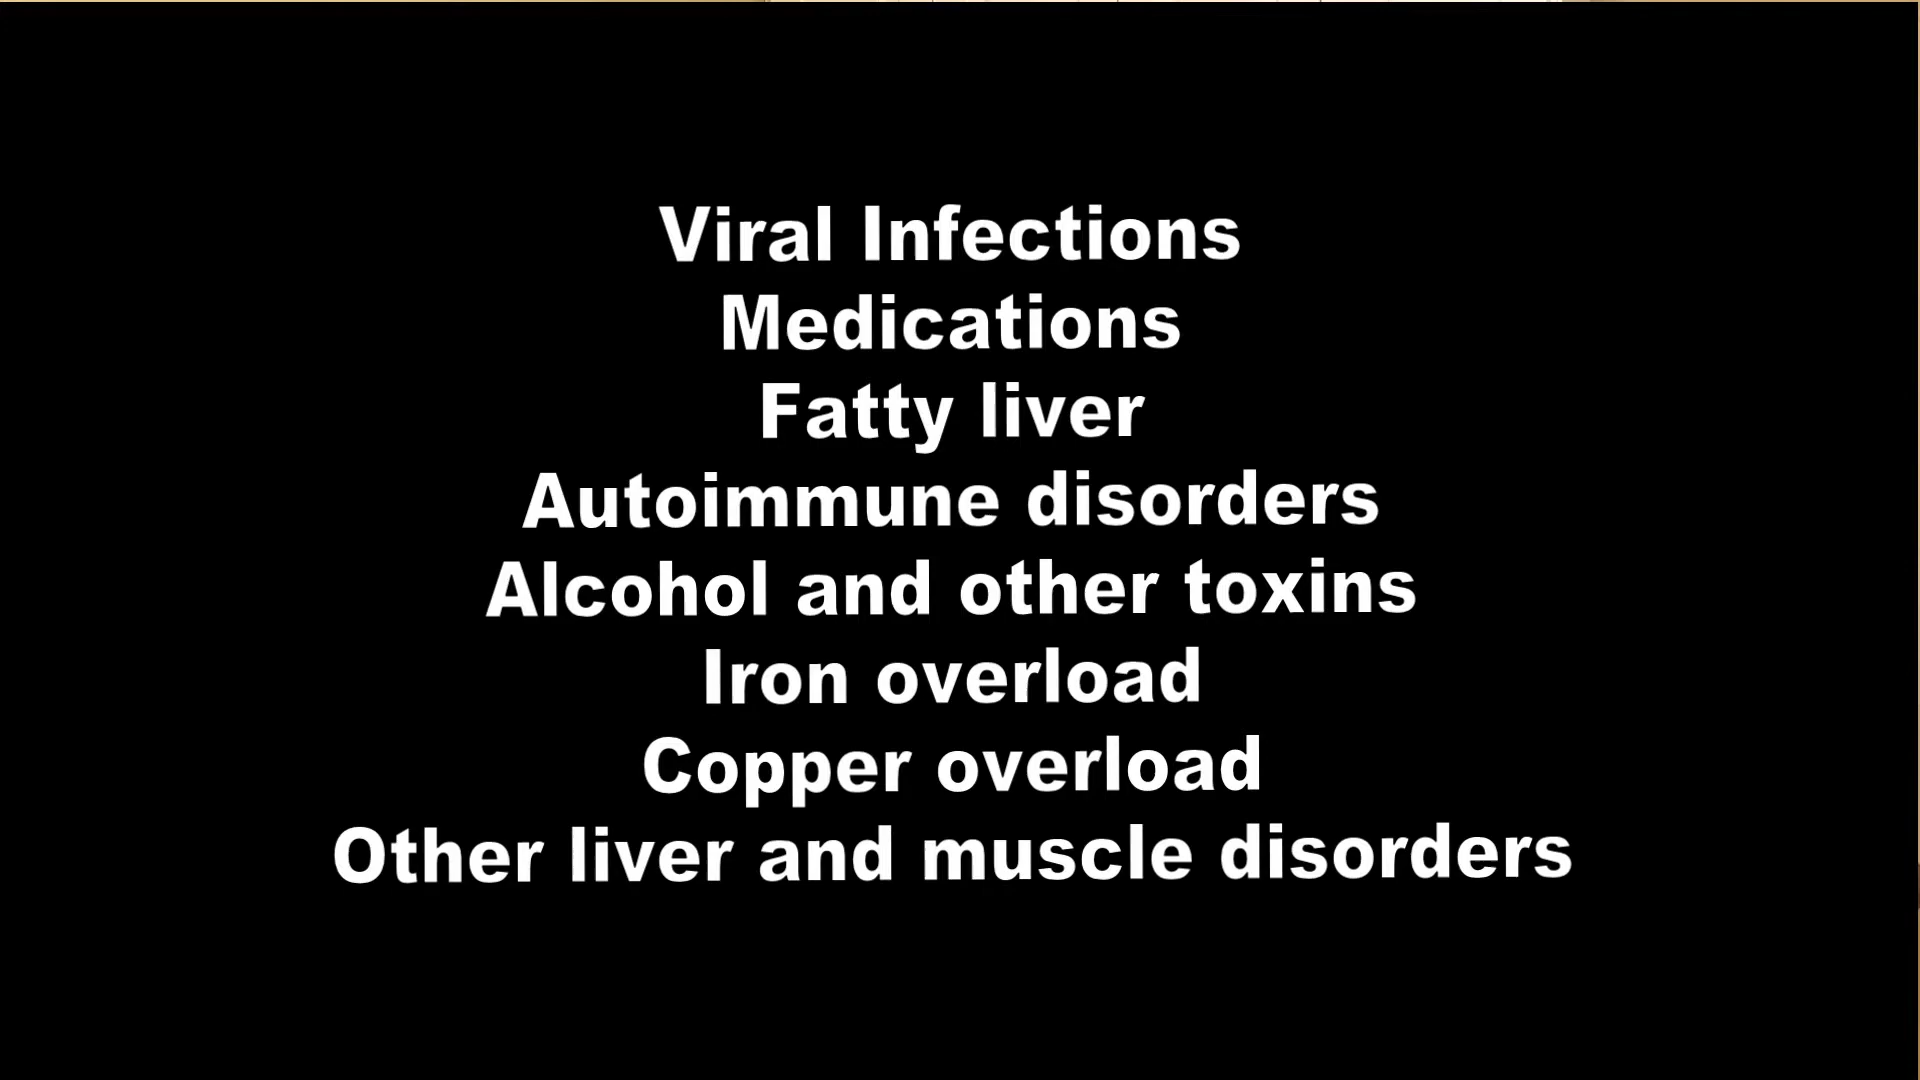 Viral Infections
Medications
Fatty liver
Autoimmune disorders
Alcohol and other toxins
Iron overload
Copper overload
Other liver and muscle disorders